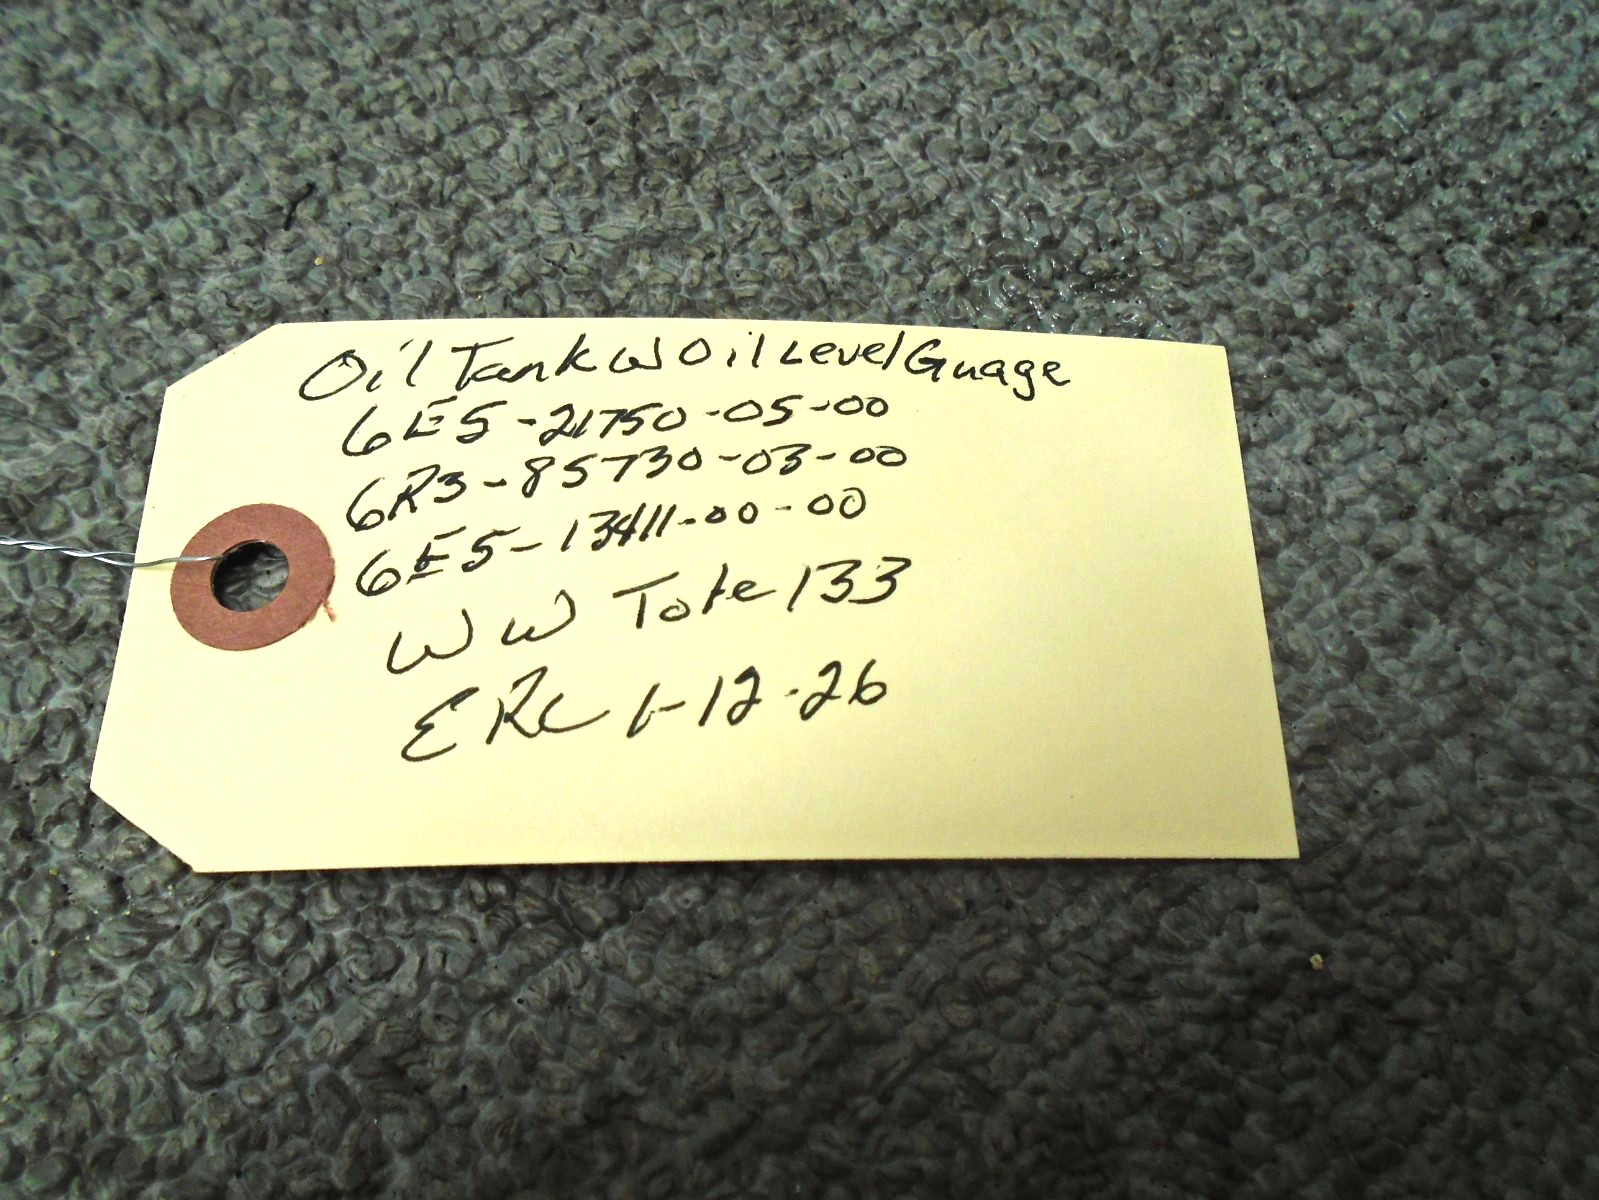 Oil Tank W Oil Level Guage
6E5-21750-05-00
6R3-85730-03-00
6E5-13411-00-00
WW Tote 133
ERC 1-12-26